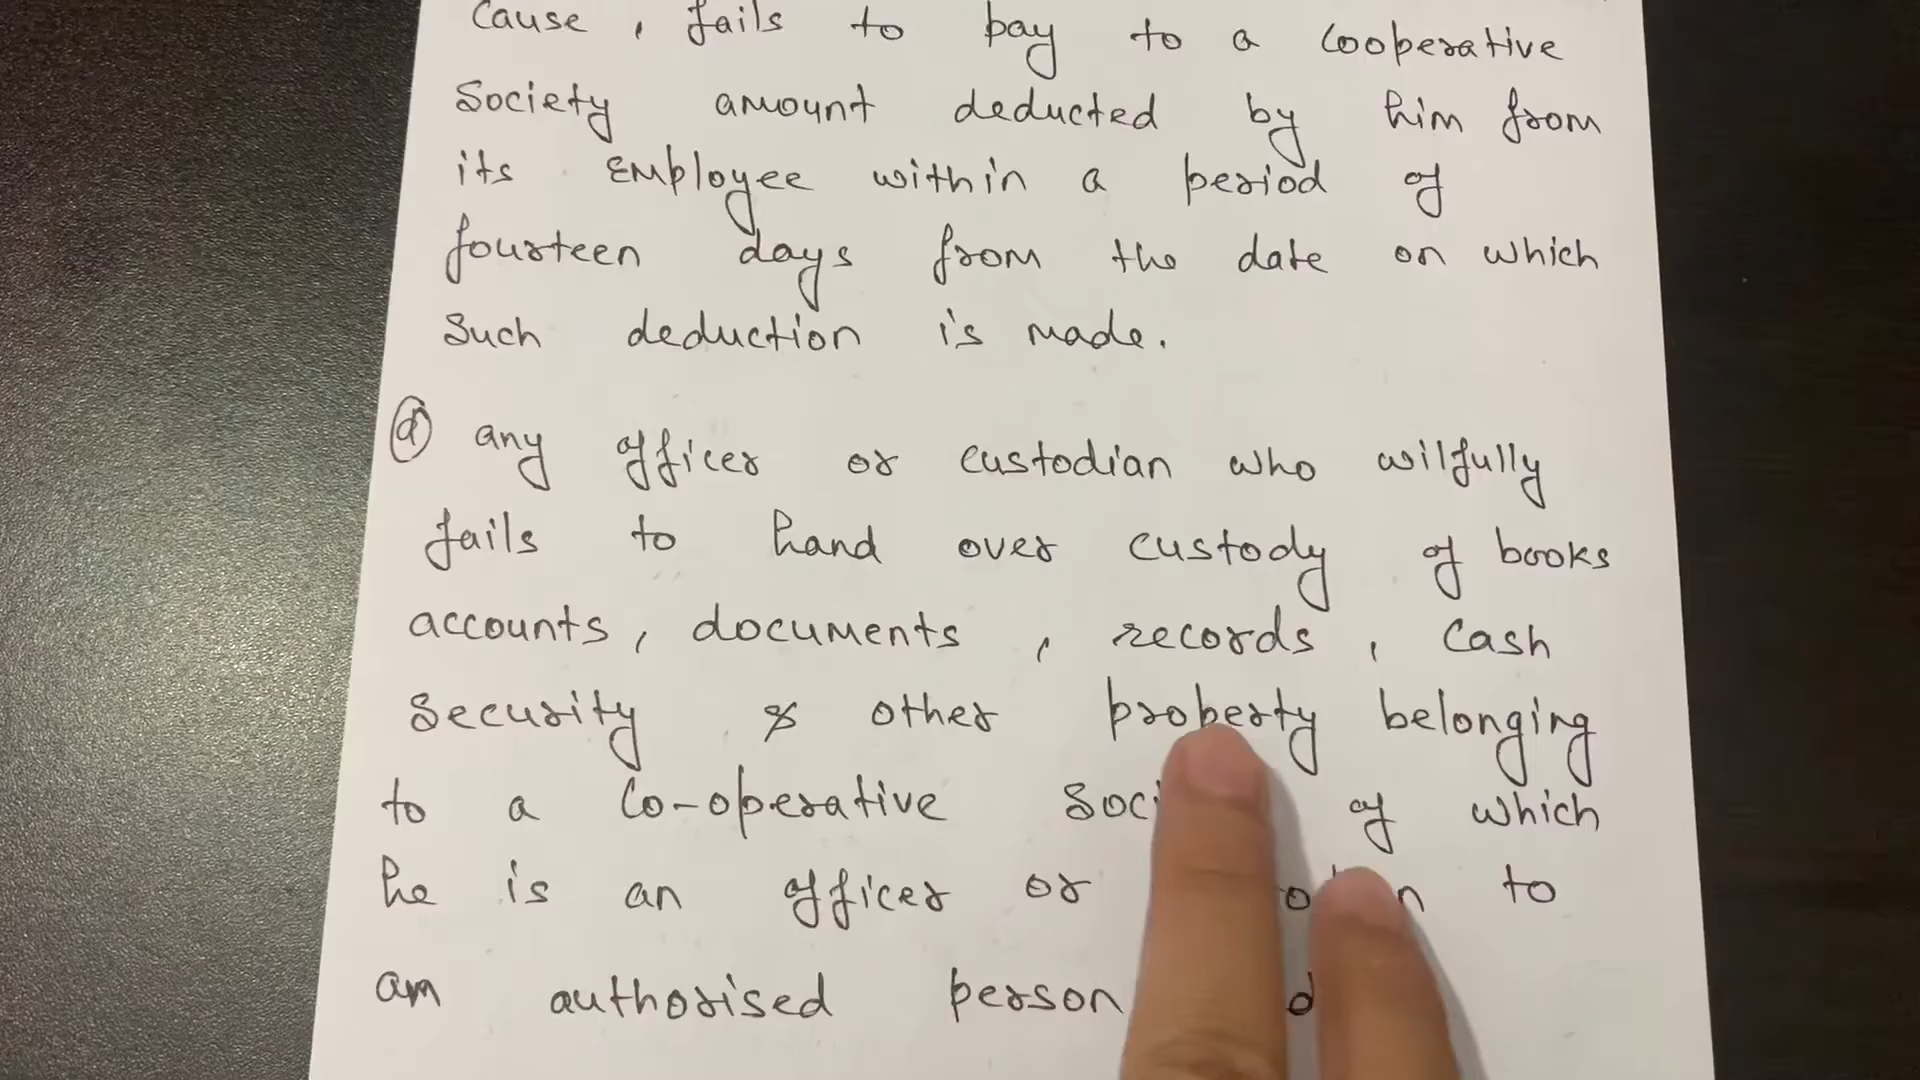 cause, fails to pay to a cooperative
society amount deducted by him from
its employee within a period of
fourteen days from the date on which
such deduction is made.
ⓓ any officer or custodian who wilfully
fails to hand over custody of books
accounts, documents, records, cash
security & other property belonging
to a co-operative of which
he is an officer or to
an authorised person